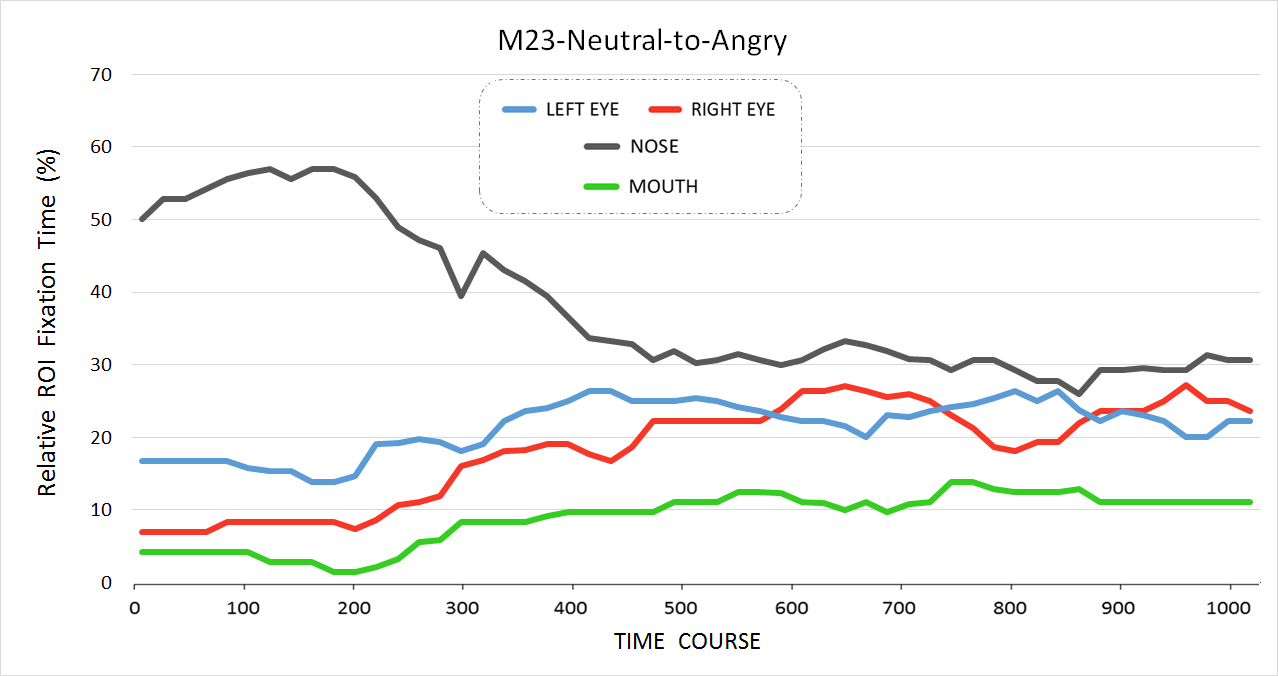 M23-Neutral-to-Angry
70
LEFT EYE RIGHT EYE
60
NOSE
MOUTH
50
40
30
20
10
0
Relative ROI Fixation Time (%)
0 100 200 300 400 500 600 700 800 900 1000
TIME COURSE